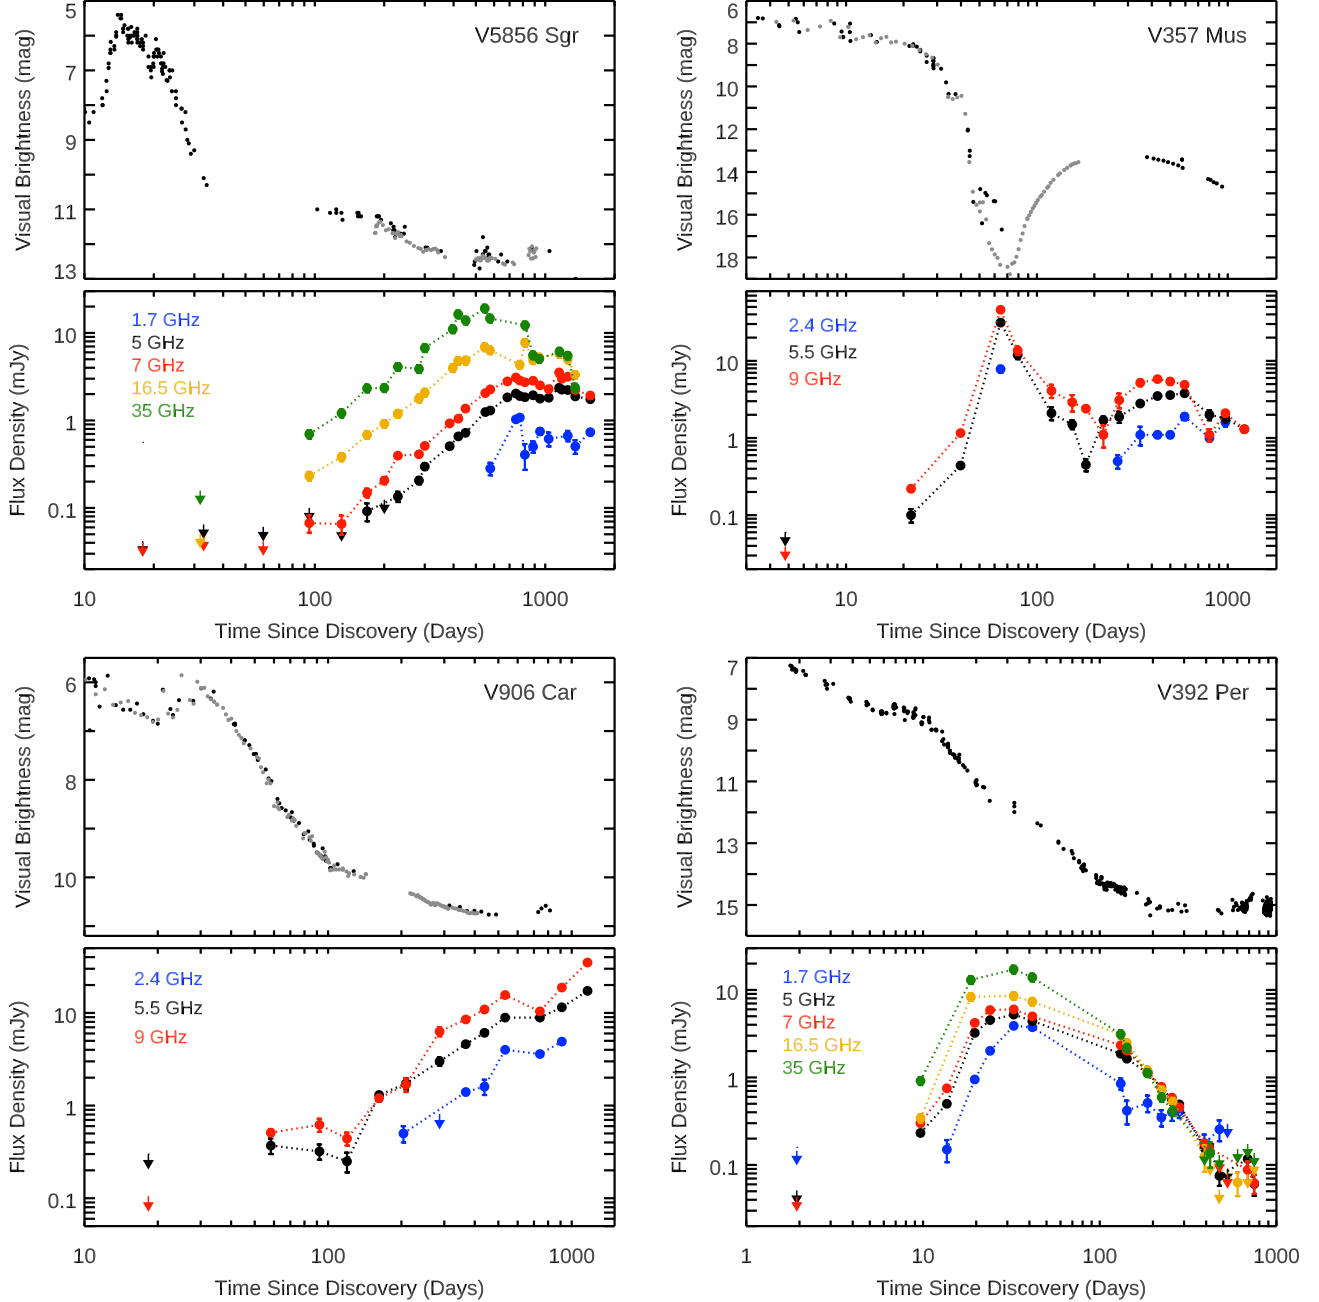 V5856 Sgr
Visual Brightness (mag)
5
7
9
11
13
1.7 GHz
5 GHz
7 GHz
16.5 GHz
35 GHz
Flux Density (mJy)
10
1
0.1
10 100 1000
Time Since Discovery (Days)
V357 Mus
Visual Brightness (mag)
6
8
10
12
14
16
18
2.4 GHz
5.5 GHz
9 GHz
Flux Density (mJy)
10
1
0.1
10 100 1000
Time Since Discovery (Days)
V906 Car
Visual Brightness (mag)
6
8
10
2.4 GHz
5.5 GHz
9 GHz
Flux Density (mJy)
10
1
0.1
10 100 1000
Time Since Discovery (Days)
V392 Per
Visual Brightness (mag)
7
9
11
13
15
1.7 GHz
5 GHz
7 GHz
16.5 GHz
35 GHz
Flux Density (mJy)
10
1
0.1
1 10 100 1000
Time Since Discovery (Days)